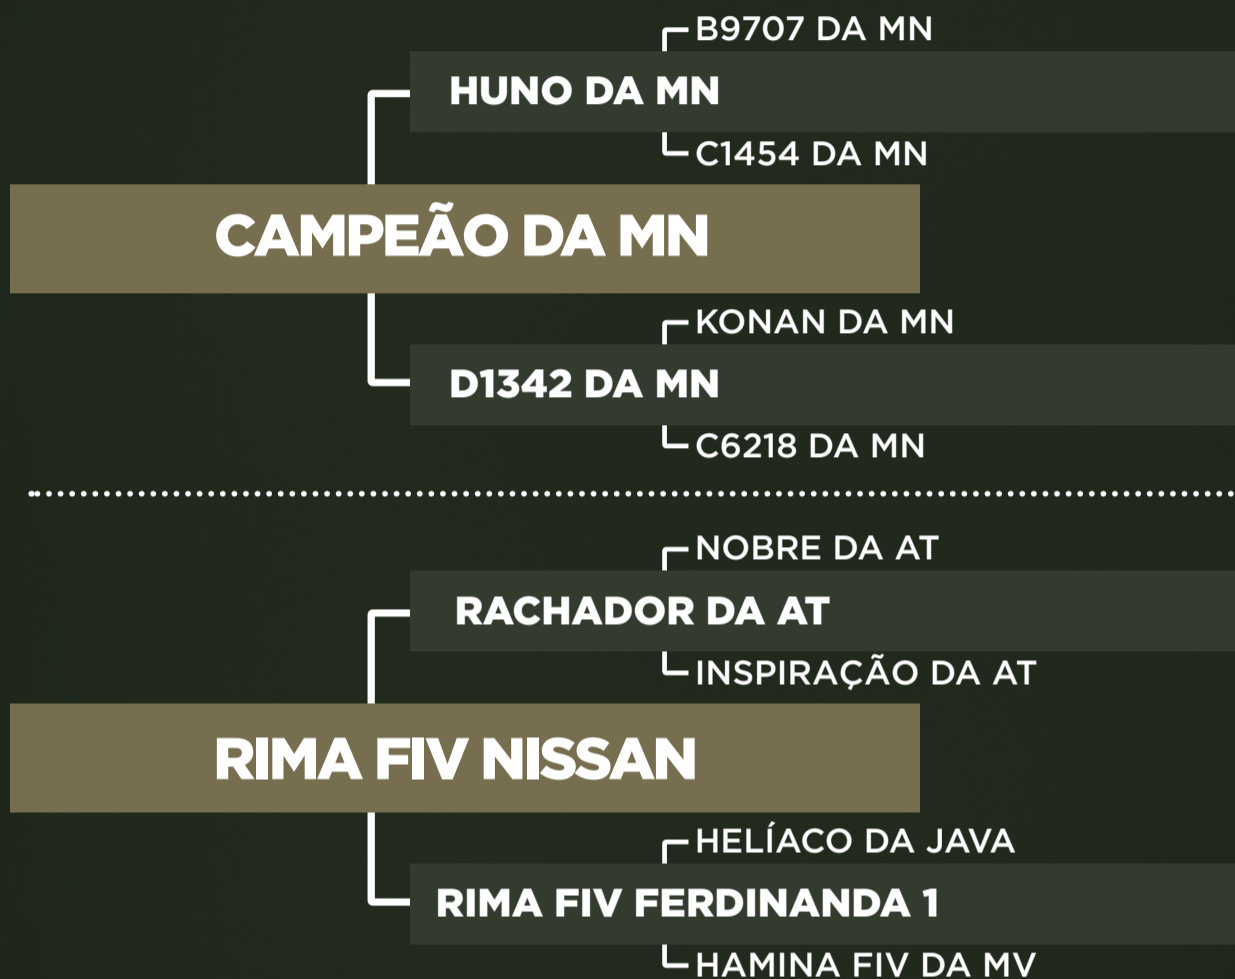 B9707 DA MN
HUNO DA MN
C1454 DA MN
CAMPEÃO DA MN
KONAN DA MN
D1342 DA MN
C6218 DA MN
NOBRE DA AT
RACHADOR DA AT
INSPIRAÇÃO DA AT
RIMA FIV NISSAN
HELÍACO DA JAVA
RIMA FIV FERDINANDA 1
HAMINA FIV DA MV